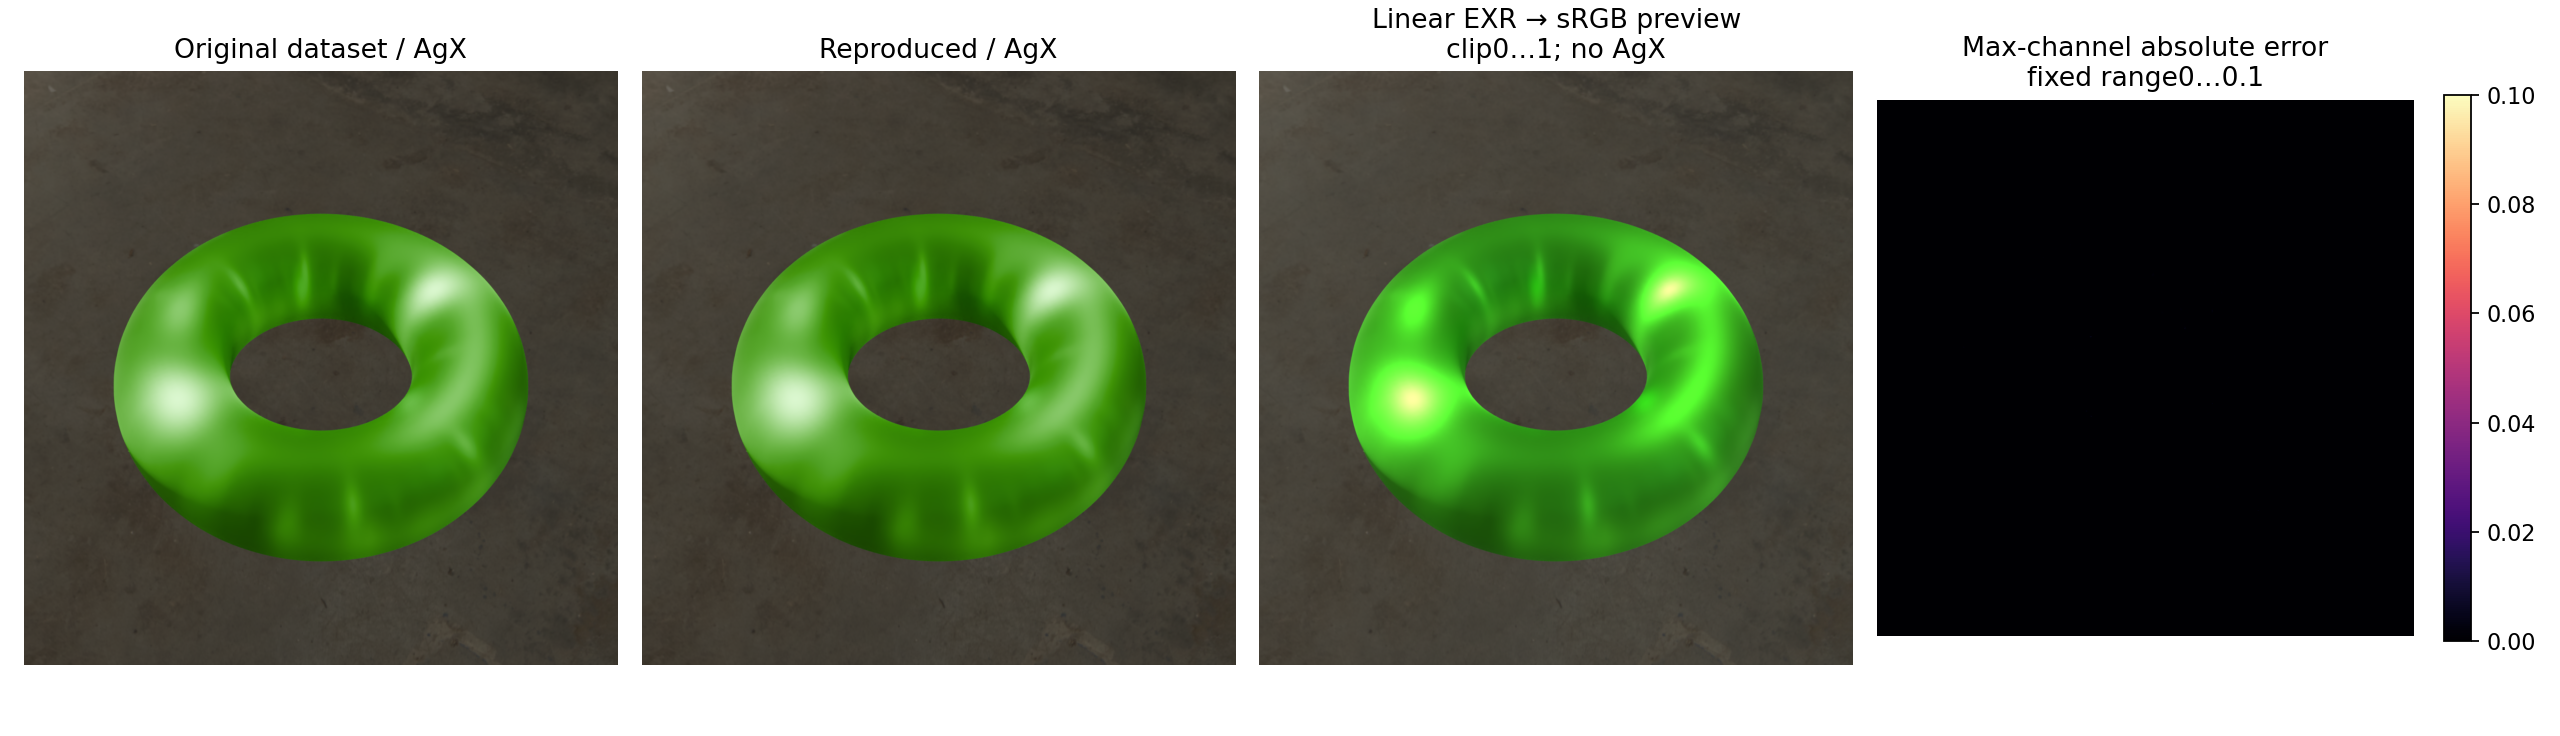 Original dataset / AgX
Reproduced / AgX
Linear EXR → sRGB preview
clip0...1; no AgX
Max-channel absolute error
fixed range0...0.1
0.10
0.08
0.06
0.04
0.02
0.00